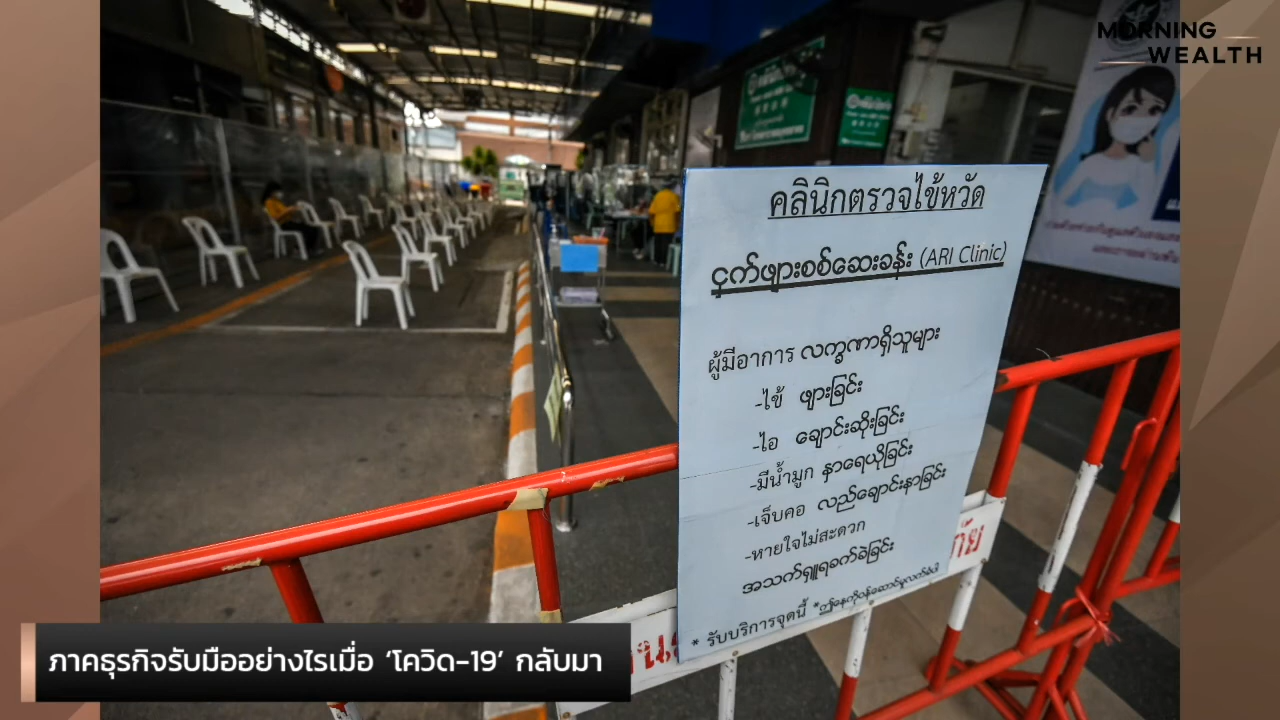 MORNING
WEALTH
คลินิกตรวจไข้หวัด
ငှက်ဖျားစစ်ဆေးခန်း (ARI Clinic)
ผู้มีอาการ လက္ခဏာရှိသူများ
-ไข้ ဖျားခြင်း
-ไอ ချောင်းဆိုးခြင်း
-มีน้ำมูก နှာရေယိုခြင်း
-เจ็บคอ လည်ချောင်းနာခြင်း
-หายใจไม่สะดวก
အသက်ရှူရခက်ခဲခြင်း
* รับบริการจุดนี้
ภาคธุรกิจรับมืออย่างไรเมื่อ ‘โควิด-19’ กลับมา